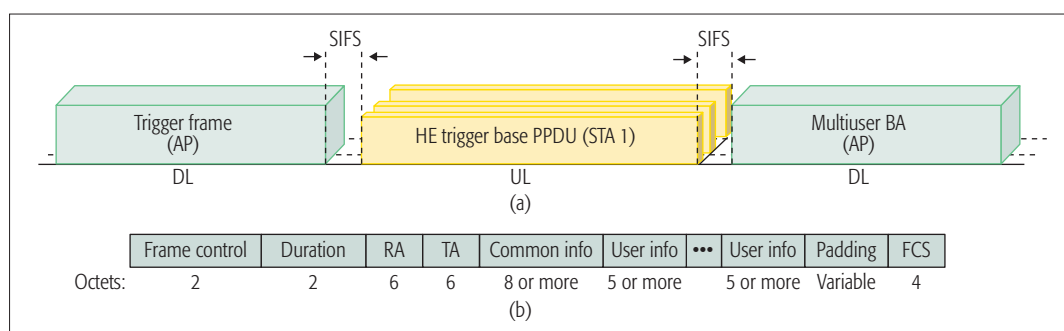 SIFS SIFS
Trigger frame
(AP)
HE trigger base PPDU (STA 1)
Multiuser BA
(AP)
DL UL DL
(a)
Frame control Duration RA TA Common info User info ••• User info Padding FCS
Octets: 2 2 6 6 8 or more 5 or more 5 or more Variable 4
(b)